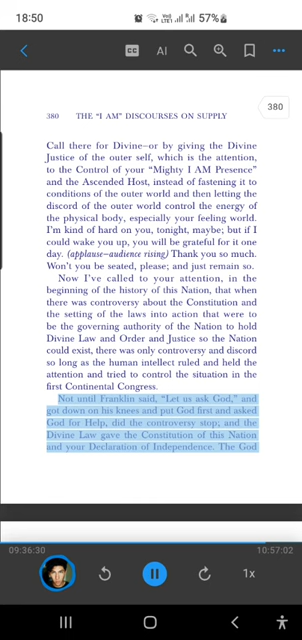 18:50
57%
CC
AI
380
380 THE “I AM” DISCOURSES ON SUPPLY
Call there for Divine–or by giving the Divine
Justice of the outer self, which is the attention,
to the Control of your “Mighty I AM Presence”
and the Ascended Host, instead of fastening it to
conditions of the outer world and then letting the
discord of the outer world control the energy of
the physical body, especially your feeling world.
I’m kind of hard on you, tonight, maybe; but if I
could wake you up, you will be grateful for it one
day. (applause–audience rising) Thank you so much.
Won’t you be seated, please; and just remain so.
Now I’ve called to your attention, in the
beginning of the history of this Nation, that when
there was controversy about the Constitution and
the setting of the laws into action that were to
be the governing authority of the Nation to hold
Divine Law and Order and Justice so the Nation
could exist, there was only controversy and discord
so long as the human intellect ruled and held the
attention and tried to control the situation in the
first Continental Congress.
Not until Franklin said, “Let us ask God,” and
got down on his knees and put God first and asked
God for Help, did the controversy stop; and the
Divine Law gave the Constitution of this Nation
and your Declaration of Independence. The God
09:36:30
10:57:02
1x